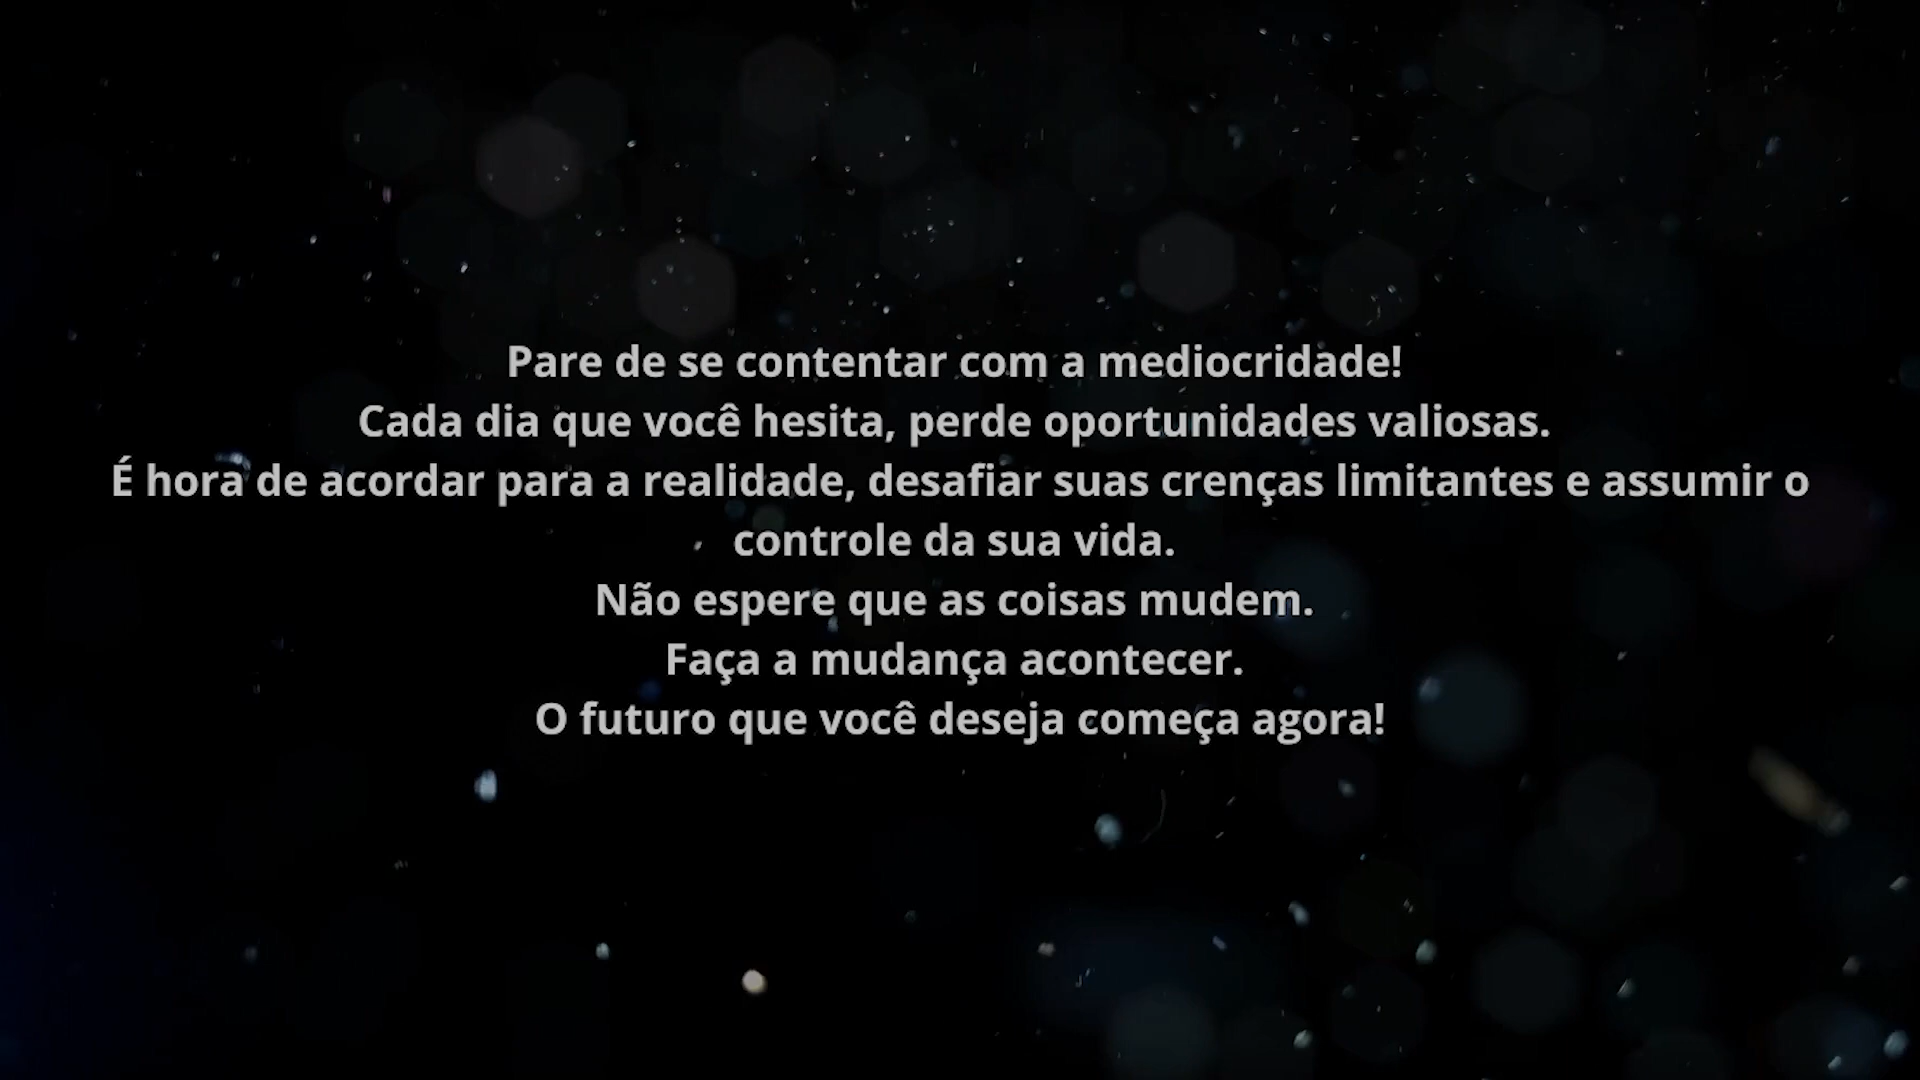 Pare de se contentar com a mediocridade!
Cada dia que você hesita, perde oportunidades valiosas.
É hora de acordar para a realidade, desafiar suas crenças limitantes e assumir o
controle da sua vida.
Não espere que as coisas mudem.
Faça a mudança acontecer.
O futuro que você deseja começa agora!